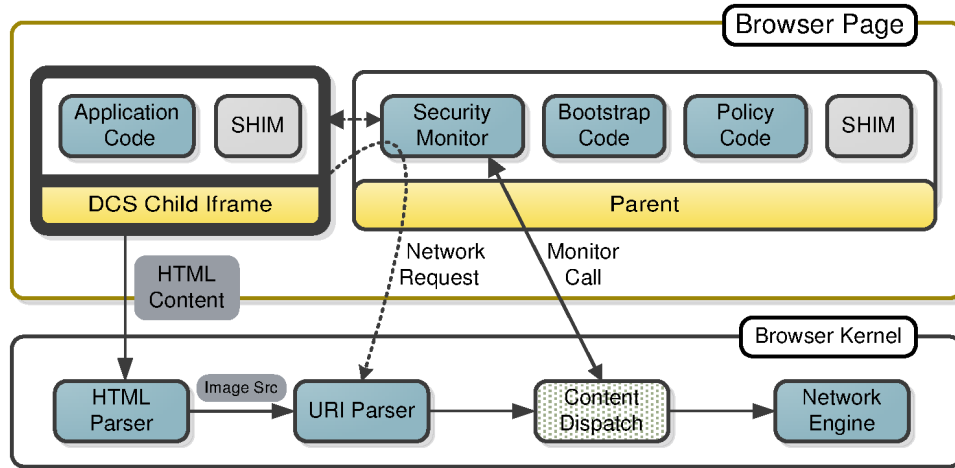 Browser Page
Application
Code
SHIM
Security
Monitor
Bootstrap
Code
Policy
Code
SHIM
DCS Child Iframe
Parent
Network
Request
Monitor
Call
HTML
Content
Browser Kernel
HTML
Parser
Image Src
URI Parser
Content
Dispatch
Network
Engine